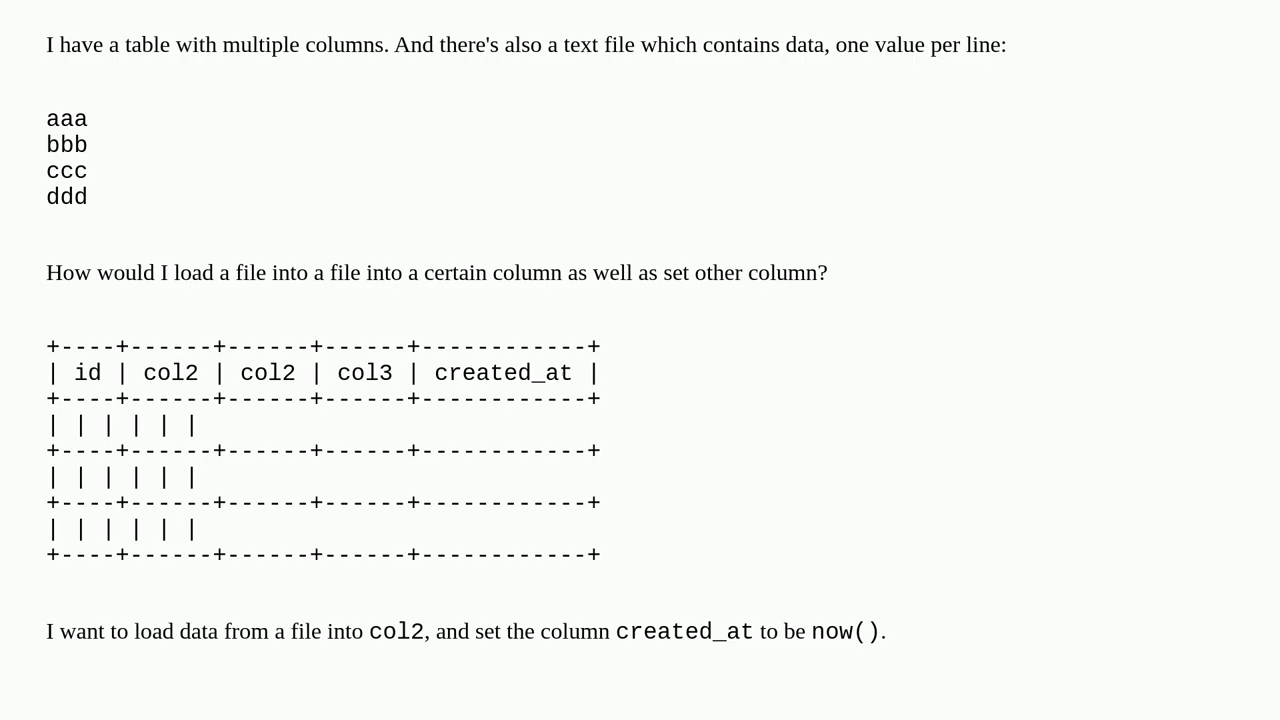 I have a table with multiple columns. And there's also a text file which contains data, one value per line:
aaa
bbb
ccc
ddd
How would I load a file into a file into a certain column as well as set other column?
+----+------+------+------+------------+
| id | col2 | col2 | col3 | created_at |
+----+------+------+------+------------+
| | | | | |
+----+------+------+------+------------+
| | | | | |
+----+------+------+------+------------+
| | | | | |
+----+------+------+------+------------+
I want to load data from a file into col2, and set the column created_at to be now().